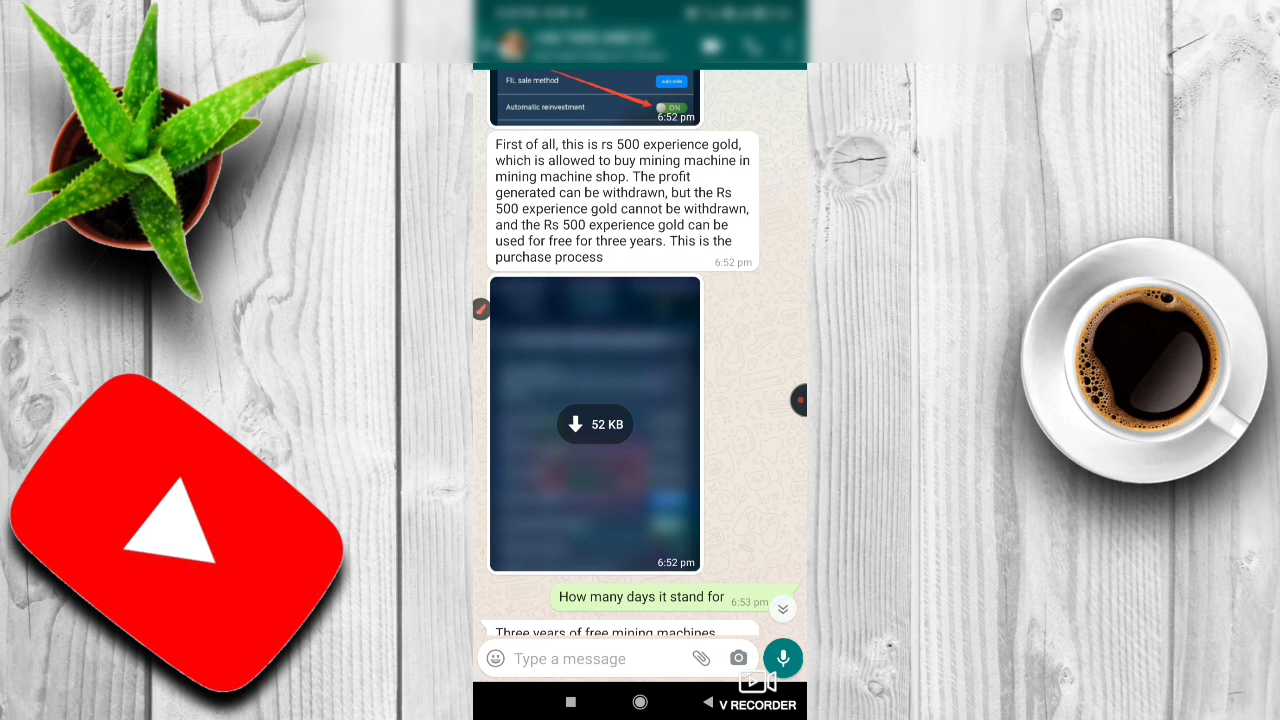 FIL sale method
auto sale
Automatic reinvestment
ON
6:52 pm
First of all, this is rs 500 experience gold,
which is allowed to buy mining machine in
mining machine shop. The profit
generated can be withdrawn, but the Rs
500 experience gold cannot be withdrawn,
and the Rs 500 experience gold can be
used for free for three years. This is the
purchase process
6:52 pm
52 KB
6:52 pm
How many days it stand for
6:53 pm
Three years of free mining machines
Type a message
V RECORDER